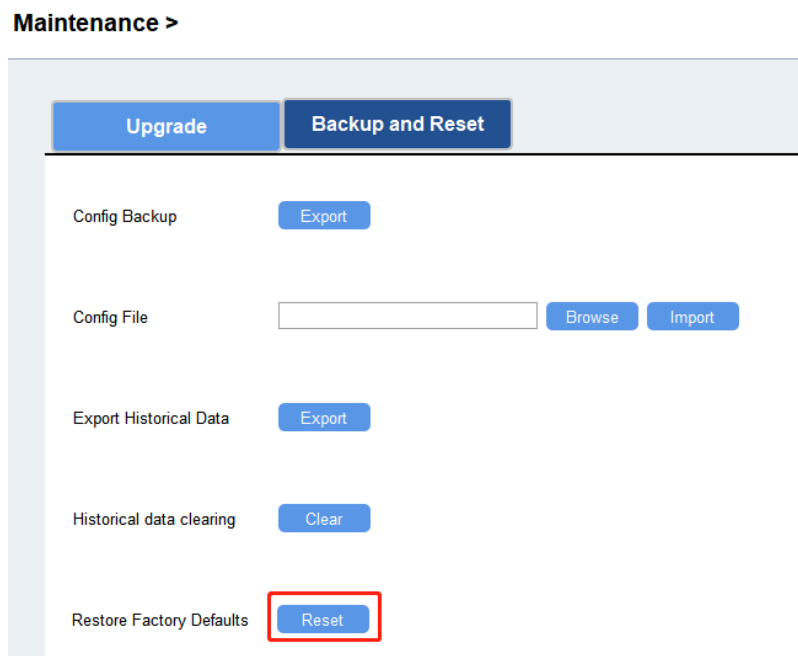 Maintenance >
Upgrade Backup and Reset
Config Backup Export
Config File Browse Import
Export Historical Data Export
Historical data clearing Clear
Restore Factory Defaults Reset